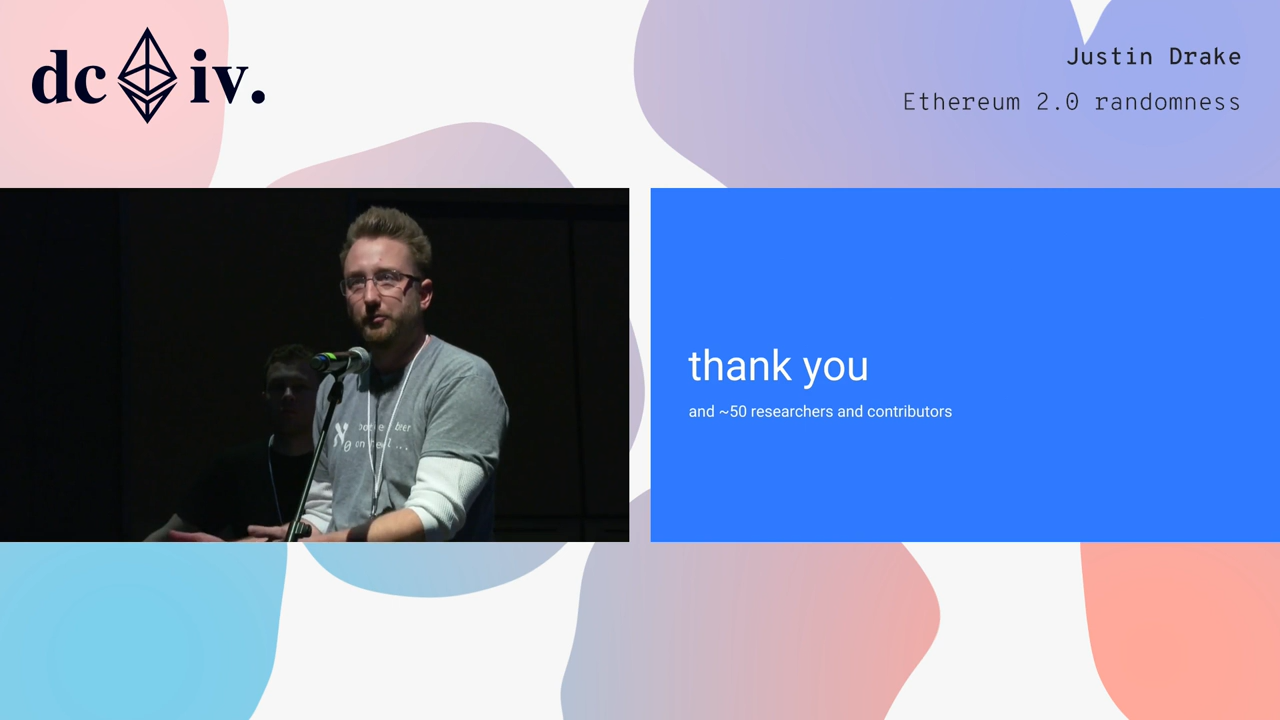 dc iv.
Justin Drake
Ethereum 2.0 randomness
thank you
and ~50 researchers and contributors